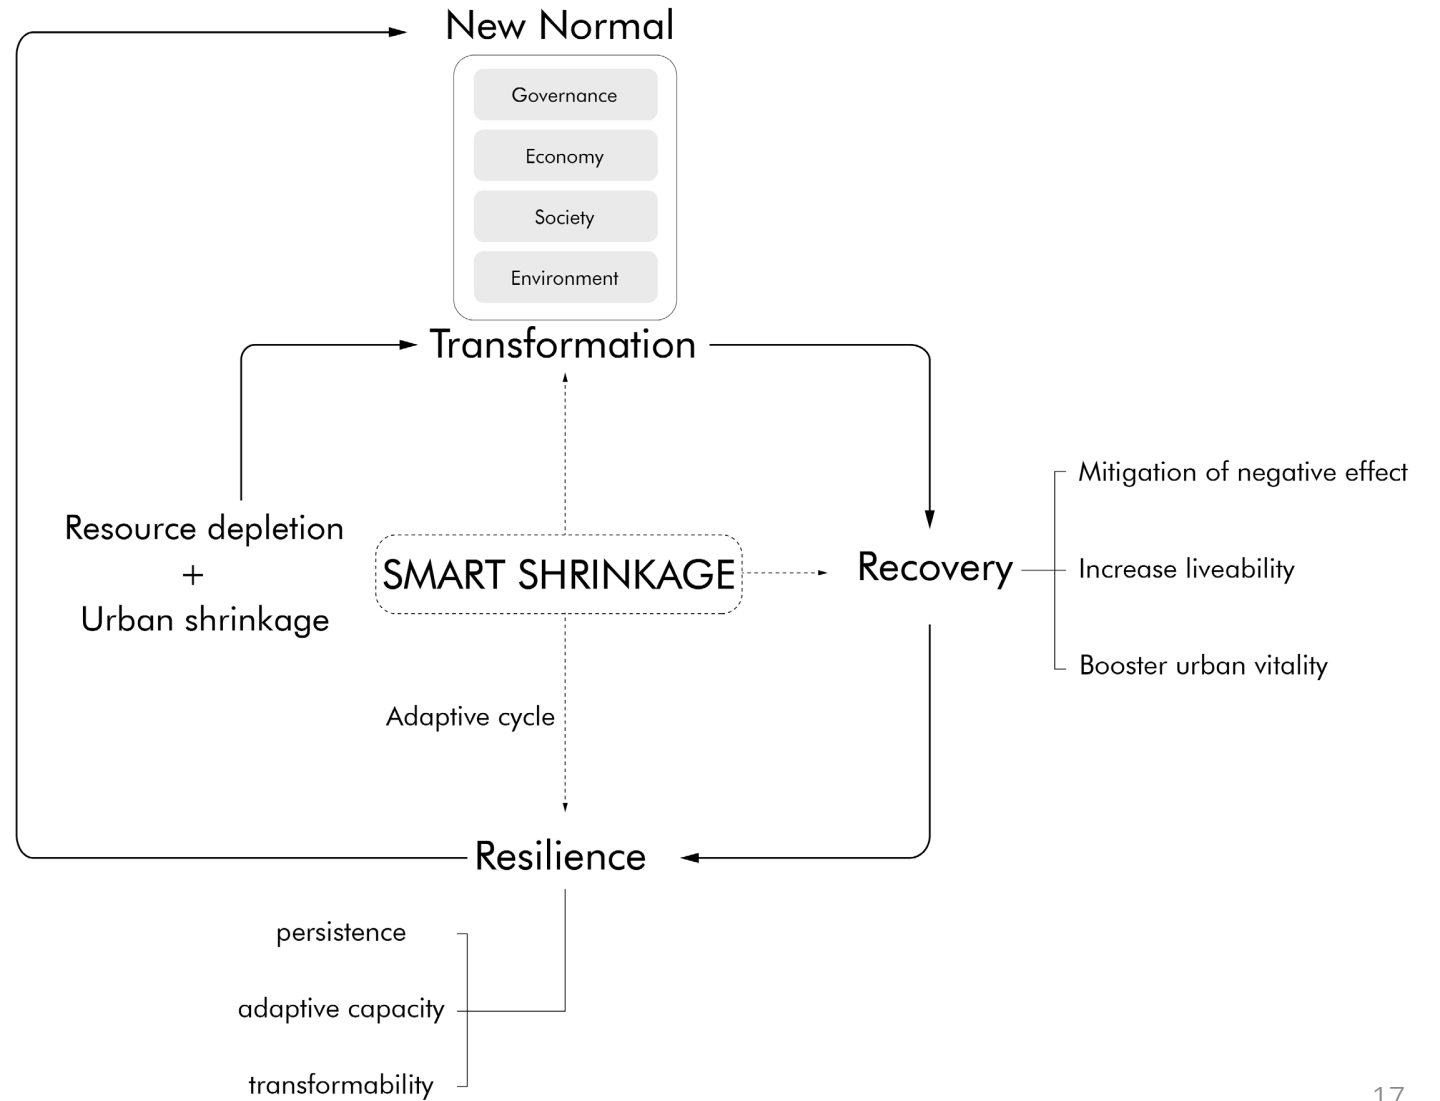 New Normal
Governance
Economy
Society
Environment
Transformation
Resource depletion
+
Urban shrinkage
SMART SHRINKAGE
Recovery
Mitigation of negative effect
Increase liveability
Booster urban vitality
Adaptive cycle
Resilience
persistence
adaptive capacity
transformability
17